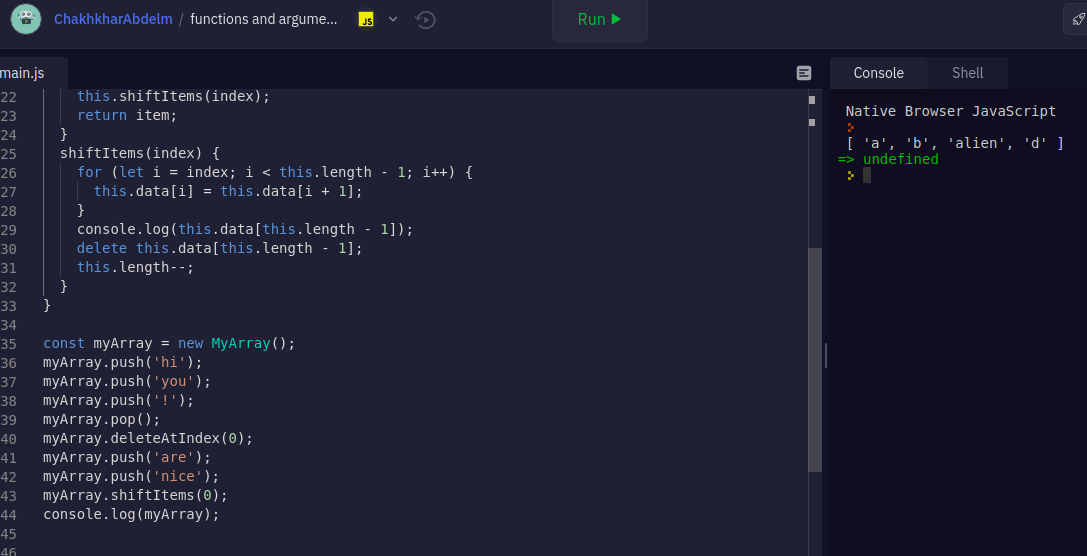 ChakhkharAbdelm / functions and argume... JS
Run
main.js
Console Shell
22 this.shiftItems(index);
23 return item;
24 }
25 shiftItems(index) {
26 for (let i = index; i < this.length - 1; i++) {
27 this.data[i] = this.data[i + 1];
28 }
29 console.log(this.data[this.length - 1]);
30 delete this.data[this.length - 1];
31 this.length--;
32 }
33 }
34
35 const myArray = new MyArray();
36 myArray.push('hi');
37 myArray.push('you');
38 myArray.push('!');
39 myArray.pop();
40 myArray.deleteAtIndex(0);
41 myArray.push('are');
42 myArray.push('nice');
43 myArray.shiftItems(0);
44 console.log(myArray);
45
46
Native Browser JavaScript
[ 'a', 'b', 'alien', 'd' ]
=> undefined